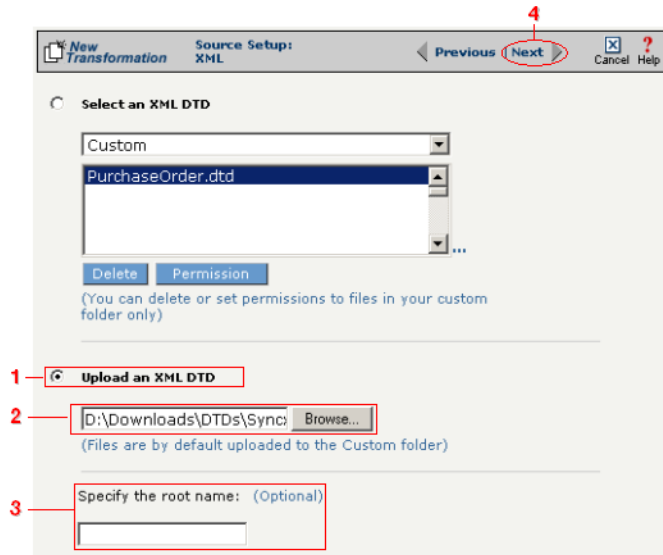 4
New Transformation
Source Setup: XML
Previous | Next
Cancel
? Help
Select an XML DTD
Custom
PurchaseOrder.dtd
...
Delete Permission
(You can delete or set permissions to files in your custom
folder only)
1 Upload an XML DTD
2 D:\Downloads\DTDs\Sync Browse...
(Files are by default uploaded to the Custom folder)
3 Specify the root name: (Optional)